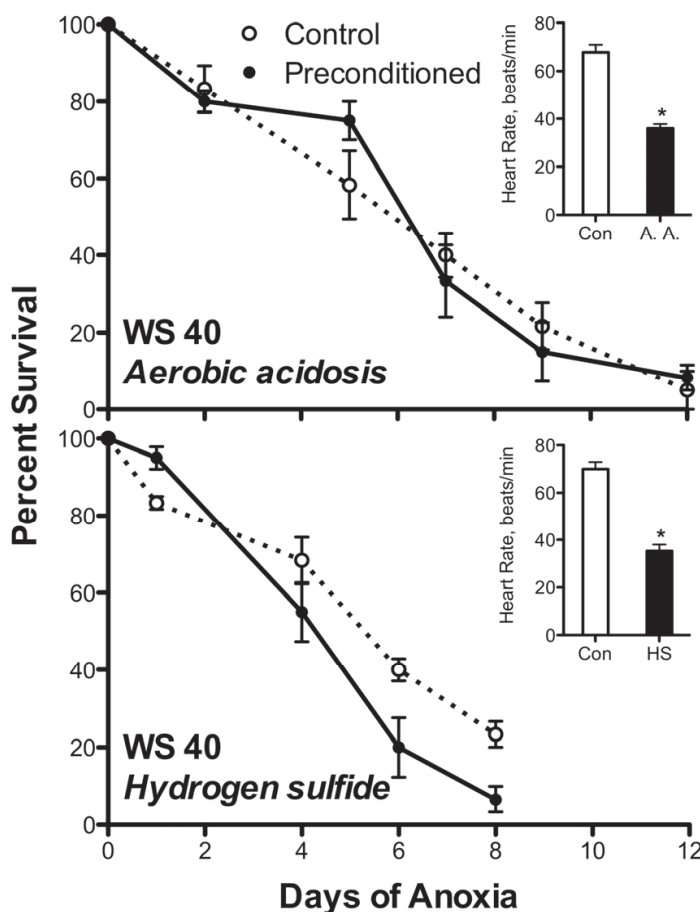 100
80
60
40
20
0
Control
Preconditioned
WS 40
Aerobic acidosis
Heart Rate, beats/min
80
60
40
20
0
*
Con
A. A.
Percent Survival
100
80
60
40
20
0
0
2
4
6
8
10
12
WS 40
Hydrogen sulfide
Heart Rate, beats/min
80
60
40
20
0
*
Con
HS
Days of Anoxia